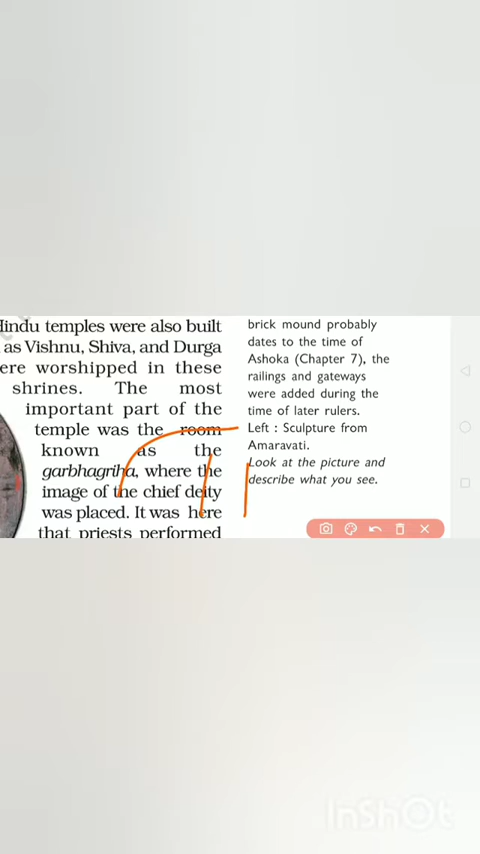 Hindu temples were also built
as Vishnu, Shiva, and Durga
ere worshipped in these
shrines. The most
important part of the
temple was the room
known as the
garbhagriha, where the
image of the chief deity
was placed. It was here
that priests performed
brick mound probably
dates to the time of
Ashoka (Chapter 7), the
railings and gateways
were added during the
time of later rulers.
Left : Sculpture from
Amaravati.
Look at the picture and
describe what you see.
InShOt